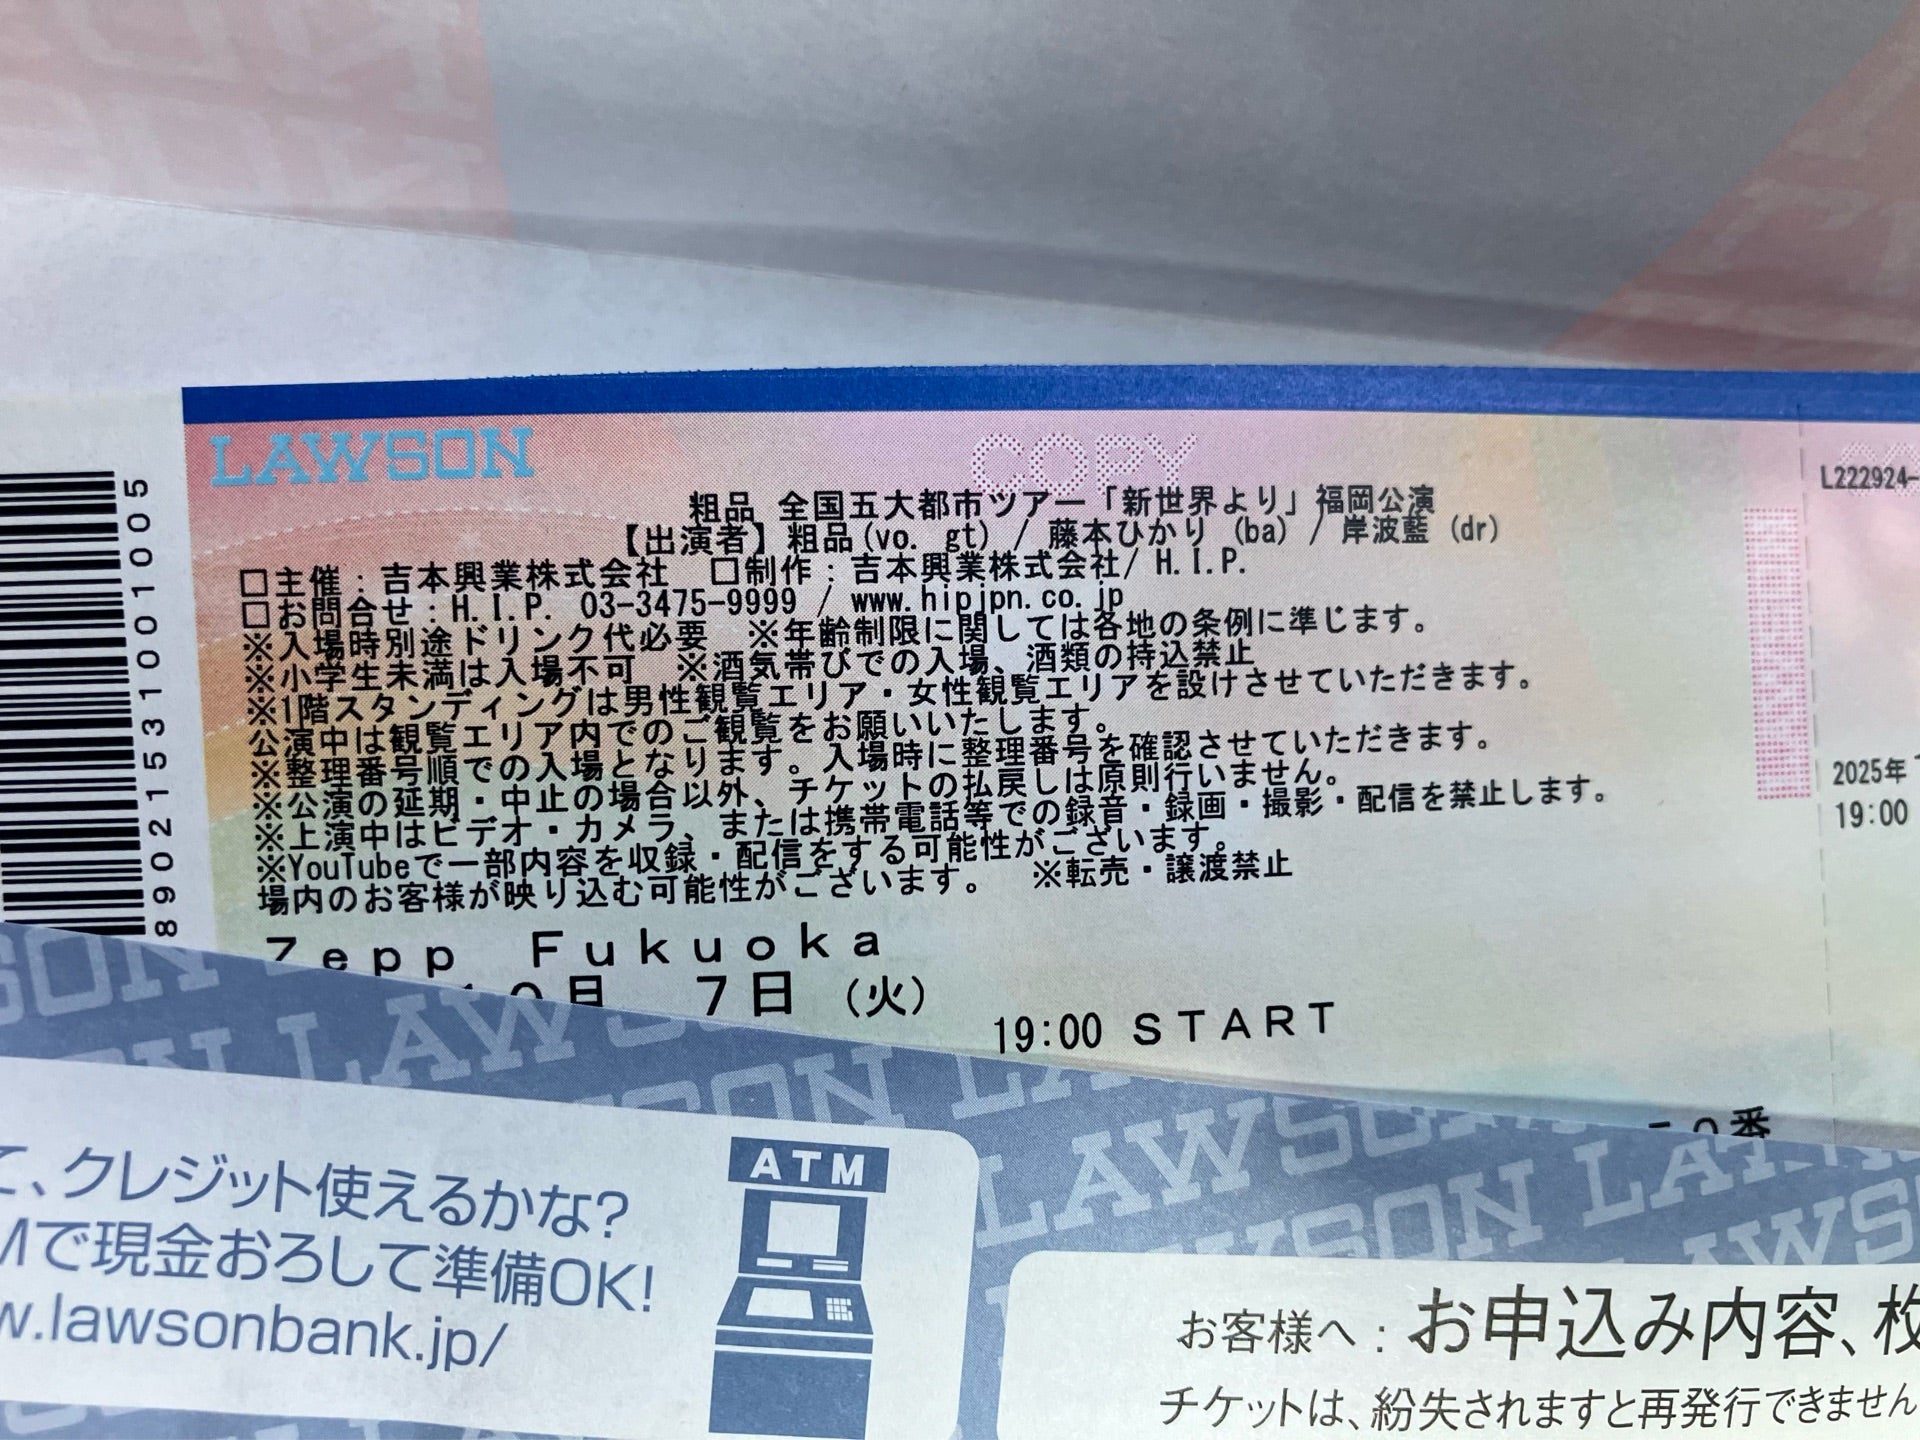 LAWSON
COPY
粗品 全国五大都市ツアー「新世界より」福岡公演
【出演者】粗品(vo. gt) / 藤本ひかり (ba) / 岸波藍 (dr)
□主催:吉本興業株式会社 □制作:吉本興業株式会社/ H.I.P.
□お問合せ:H.I.P. 03-3475-9999 / www.hipjpn.co.jp
※入場時別途ドリンク代必要 ※年齢制限に関しては各地の条例に準じます。
※小学生未満は入場不可 ※酒気帯びでの入場、酒類の持込禁止
※1階スタンディングは男性観覧エリア・女性観覧エリアを設けさせていただきます。
公演中は観覧エリア内でのご観覧をお願いいたします。
※整理番号順での入場となります。入場時に整理番号を確認させていただきます。
※公演の延期・中止の場合以外、チケットの払戻しは原則行いません。
※上演中はビデオ・カメラ、または携帯電話等での録音・録画・撮影・配信を禁止します。
※YouTubeで一部内容を収録・配信をする可能性がございます。
場内のお客様が映り込む可能性がございます。 ※転売・譲渡禁止
Zepp Fukuoka
10月 7日 (火)
19:00 START
番
L222924-
2025年
19:00
89021531001005
LAWSON LAWSON
、クレジット使えるかな?
Mで現金おろして準備OK!
w.lawsonbank.jp/
ATM
お客様へ:お申込み内容、枚
チケットは、紛失されますと再発行できません